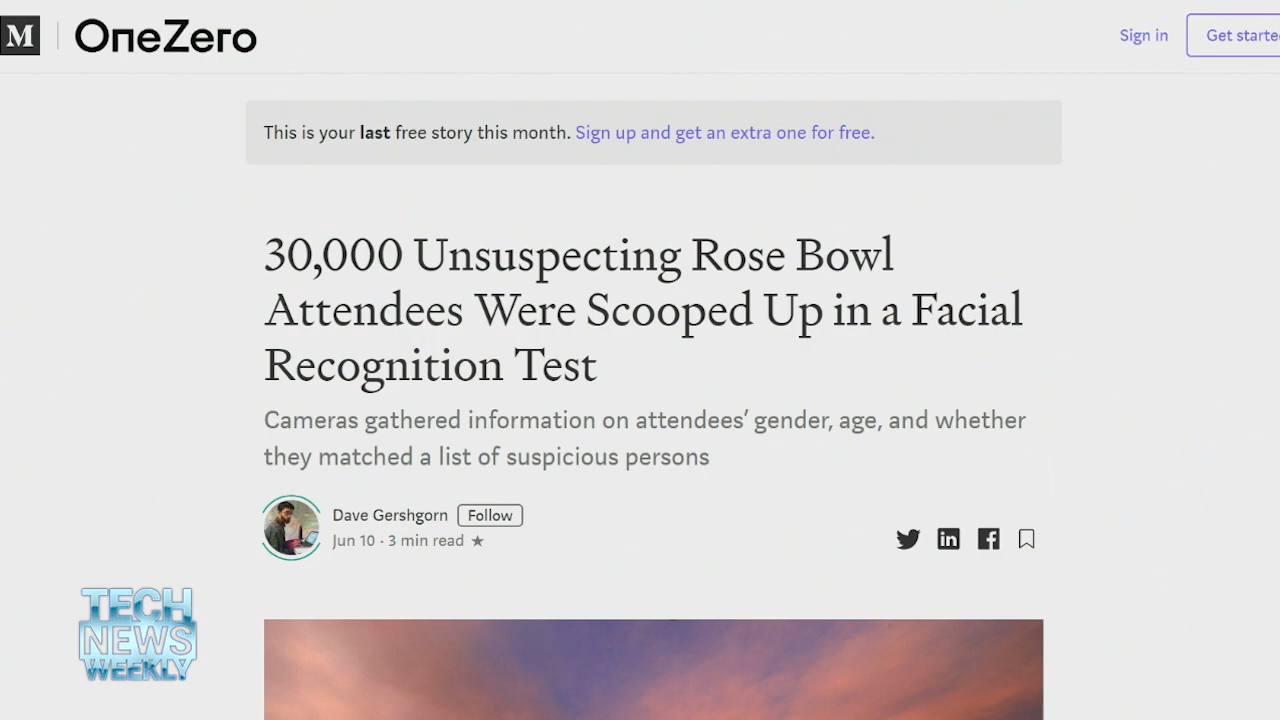 M
OneZero
Sign in
Get starte
This is your last free story this month. Sign up and get an extra one for free.
30,000 Unsuspecting Rose Bowl
Attendees Were Scooped Up in a Facial
Recognition Test
Cameras gathered information on attendees’ gender, age, and whether
they matched a list of suspicious persons
Dave Gershgorn
Follow
Jun 10 · 3 min read ★
in
f
TECH
NEWS
WEEKLY